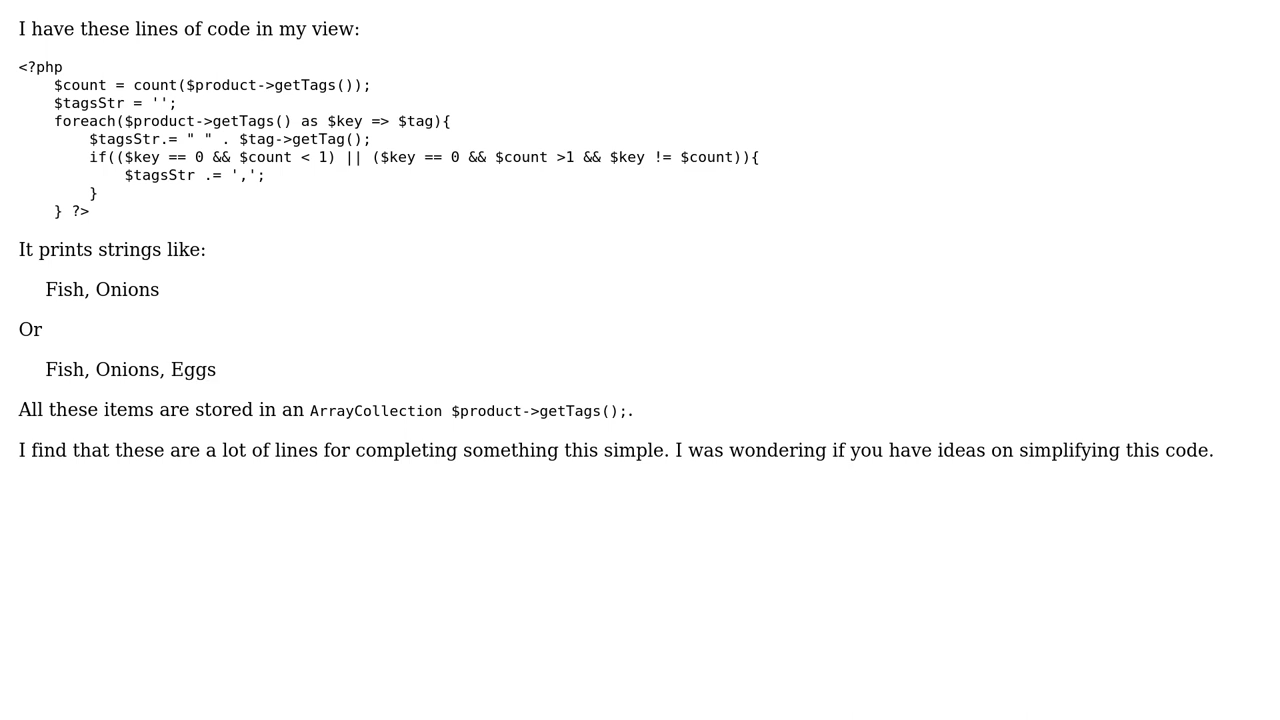 I have these lines of code in my view:
<?php
    $count = count($product->getTags());
    $tagsStr = '';
    foreach($product->getTags() as $key => $tag){
        $tagsStr.= " " . $tag->getTag();
        if(($key == 0 && $count < 1) || ($key == 0 && $count >1 && $key != $count)){
            $tagsStr .= ',';
        }
    } ?>
It prints strings like:
Fish, Onions
Or
Fish, Onions, Eggs
All these items are stored in an ArrayCollection $product->getTags();.
I find that these are a lot of lines for completing something this simple. I was wondering if you have ideas on simplifying this code.